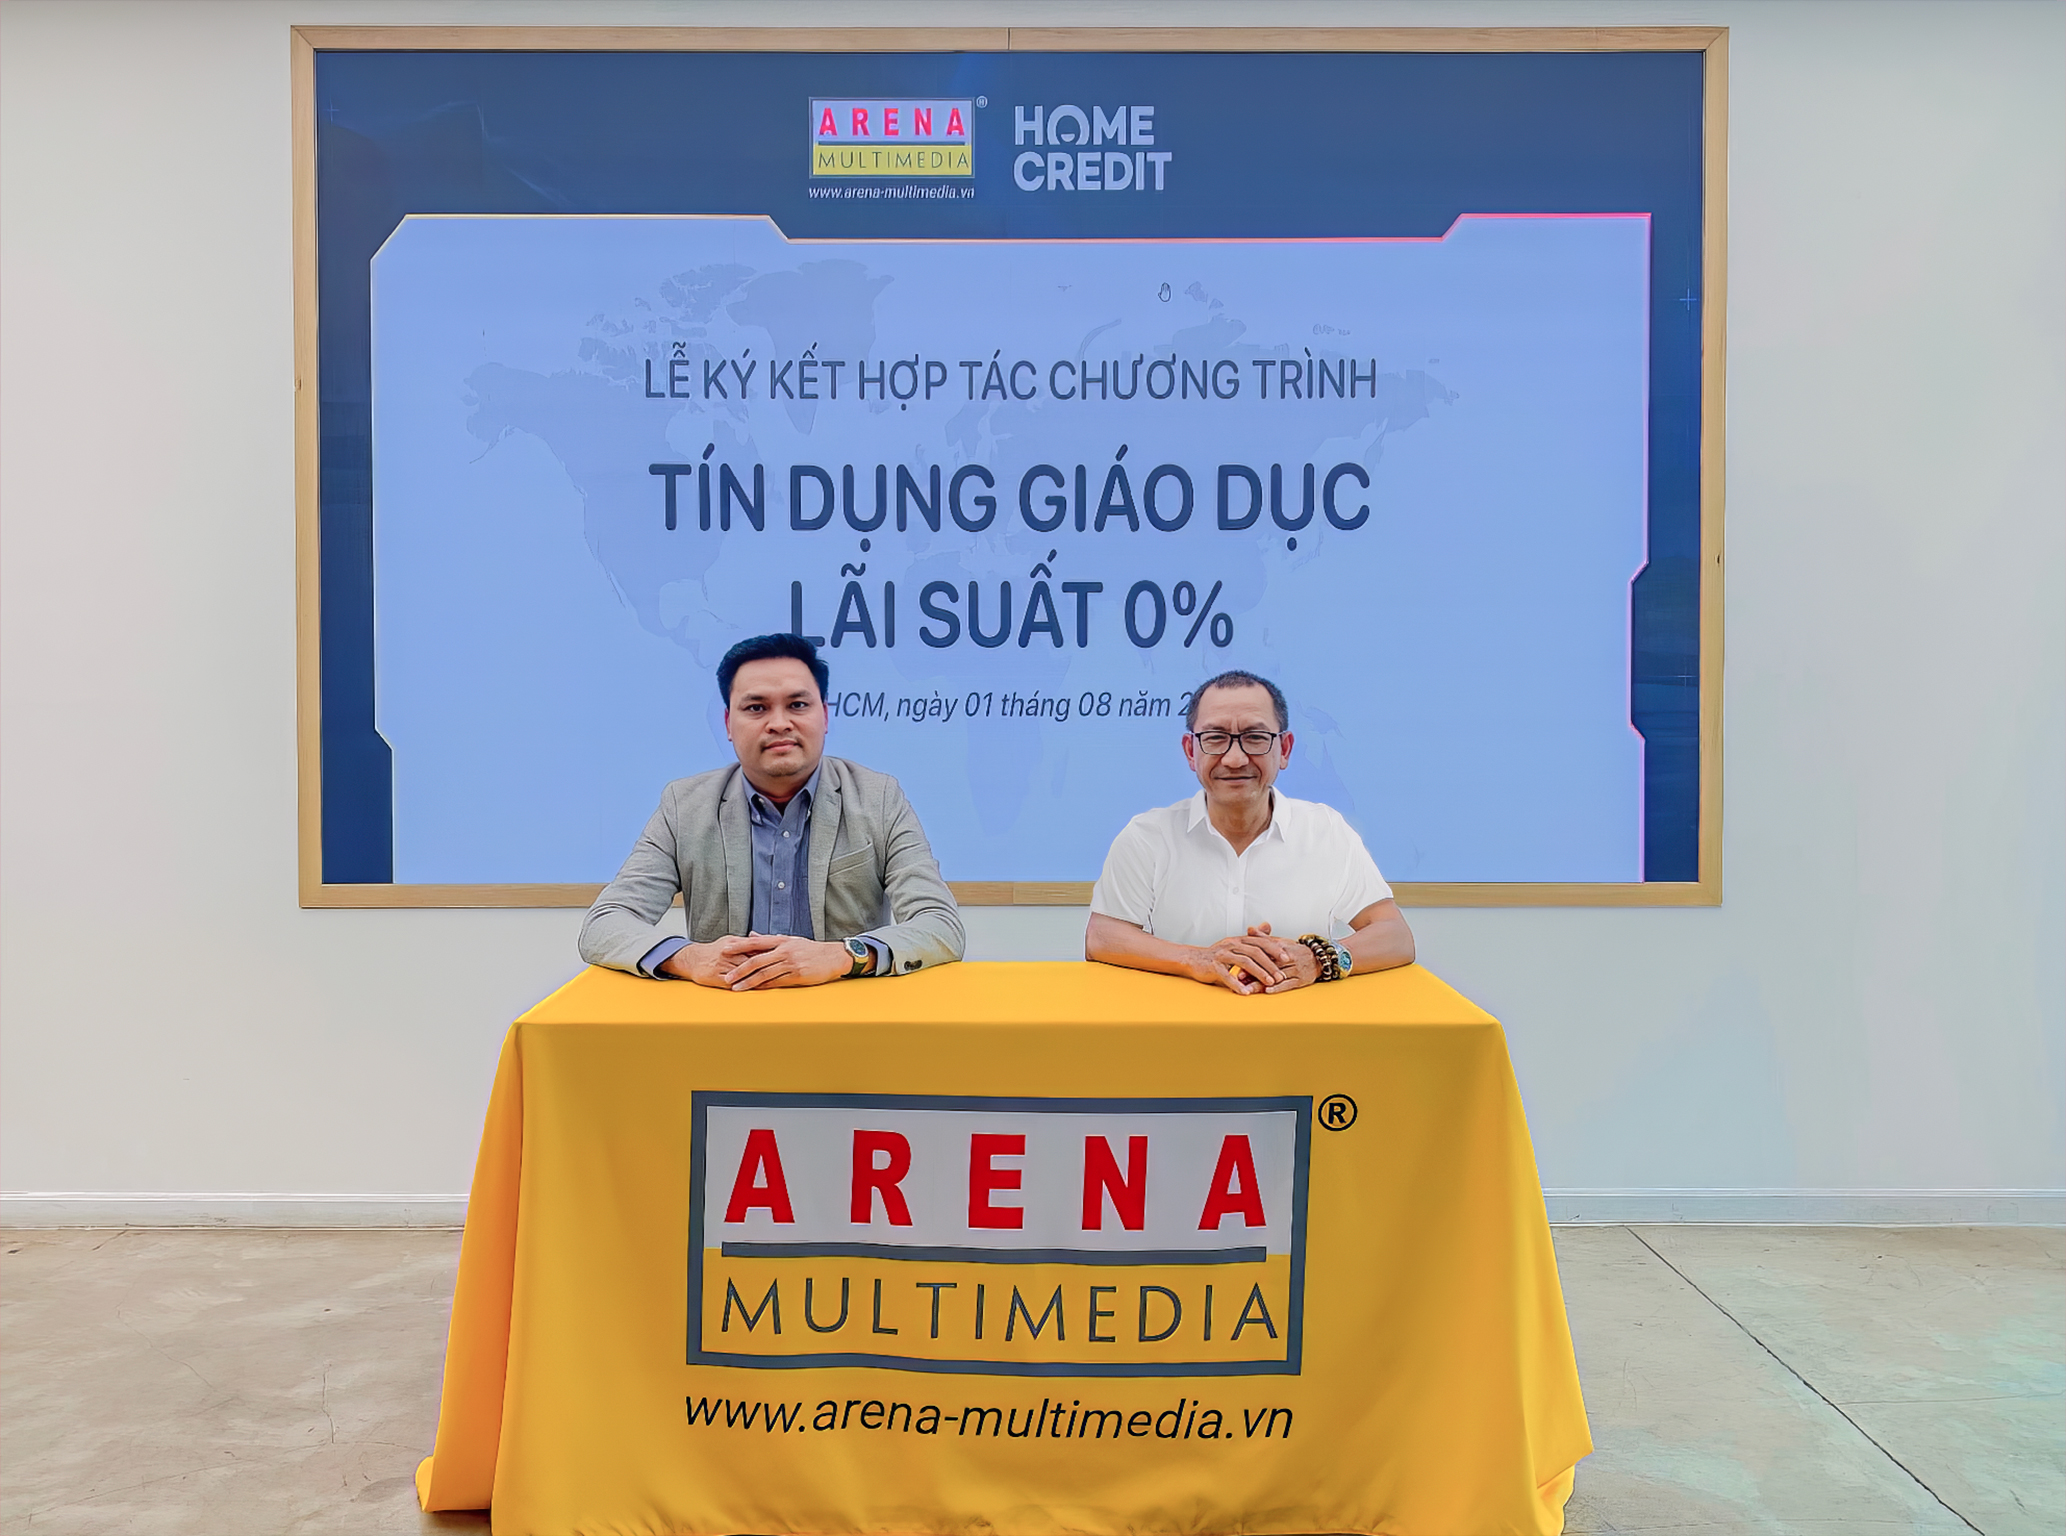 ARENA ®
MULTIMEDIA
www.arena-multimedia.vn
HOME
CREDIT
LỄ KÝ KẾT HỢP TÁC CHƯƠNG TRÌNH
TÍN DỤNG GIÁO DỤC
LÃI SUẤT 0%
HCM, ngày 01 tháng 08 năm 2
ARENA ®
MULTIMEDIA
www.arena-multimedia.vn